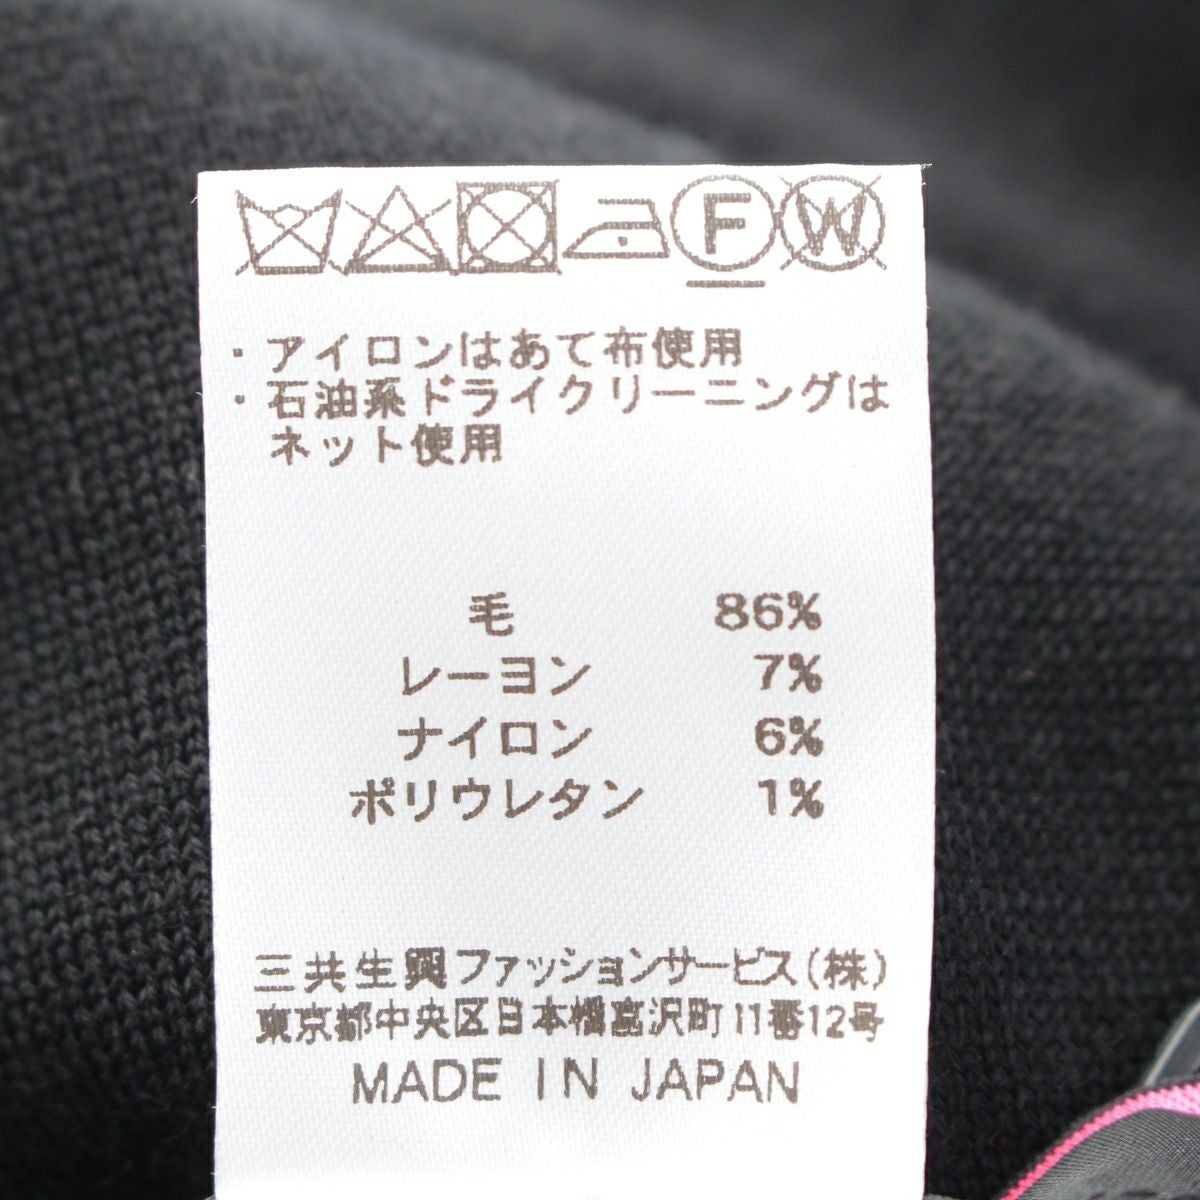 F W
・アイロンはあて布使用
・石油系ドライクリーニングは
ネット使用
毛 86%
レーヨン 7%
ナイロン 6%
ポリウレタン 1%
三共生興ファッションサービス(株)
東京都中央区日本橋富沢町11番12号
MADE IN JAPAN